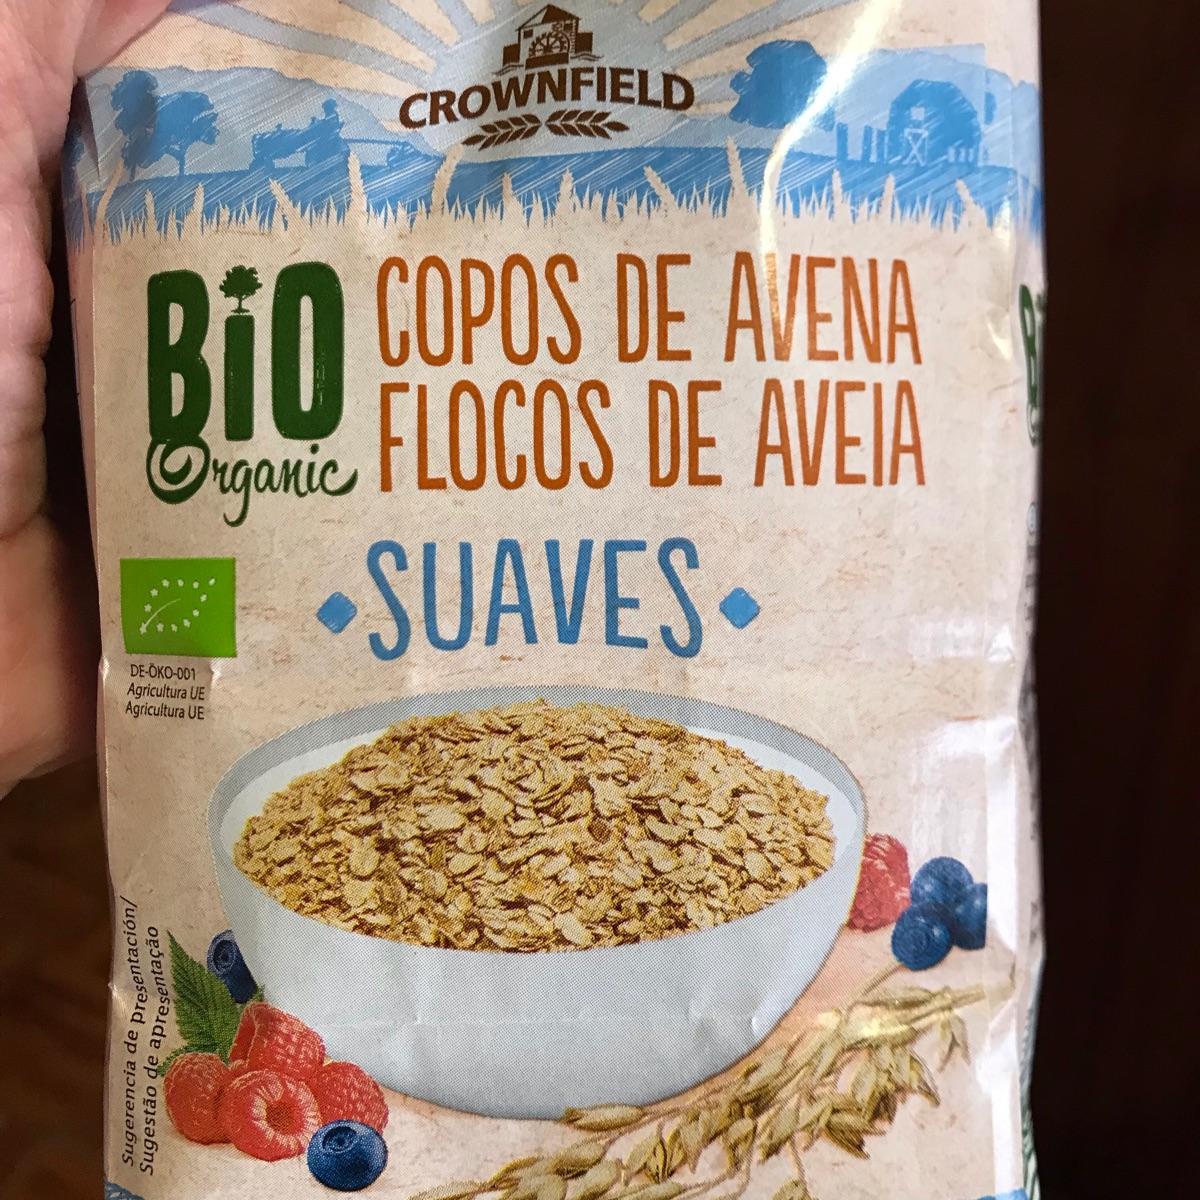 CROWNFIELD
BIO
Organic
COPOS DE AVENA
FLOCOS DE AVEIA
SUAVES
DE-ÖKO-001
Agricultura UE
Agricultura UE
Sugerencia de presentación/
Sugestão de apresentação